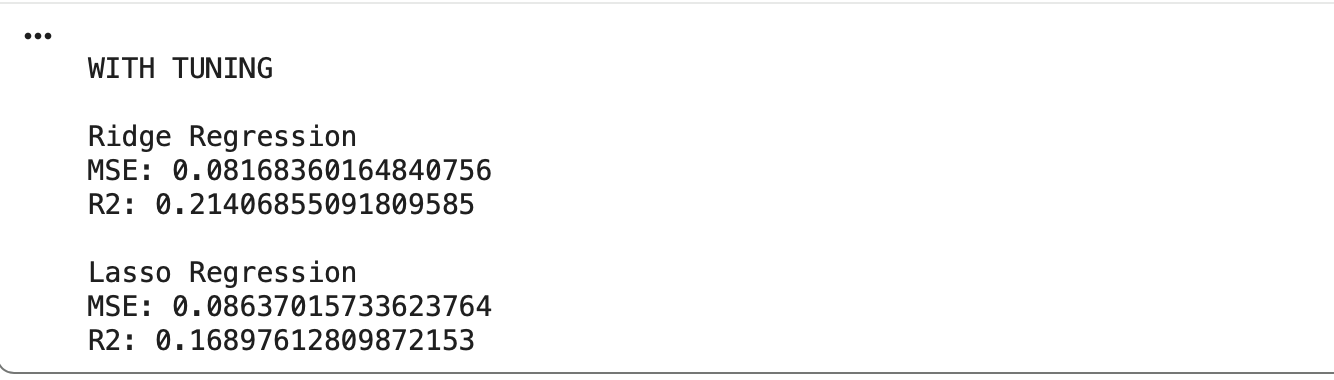 ...
WITH TUNING
Ridge Regression
MSE: 0.08168360164840756
R2: 0.21406855091809585
Lasso Regression
MSE: 0.08637015733623764
R2: 0.16897612809872153